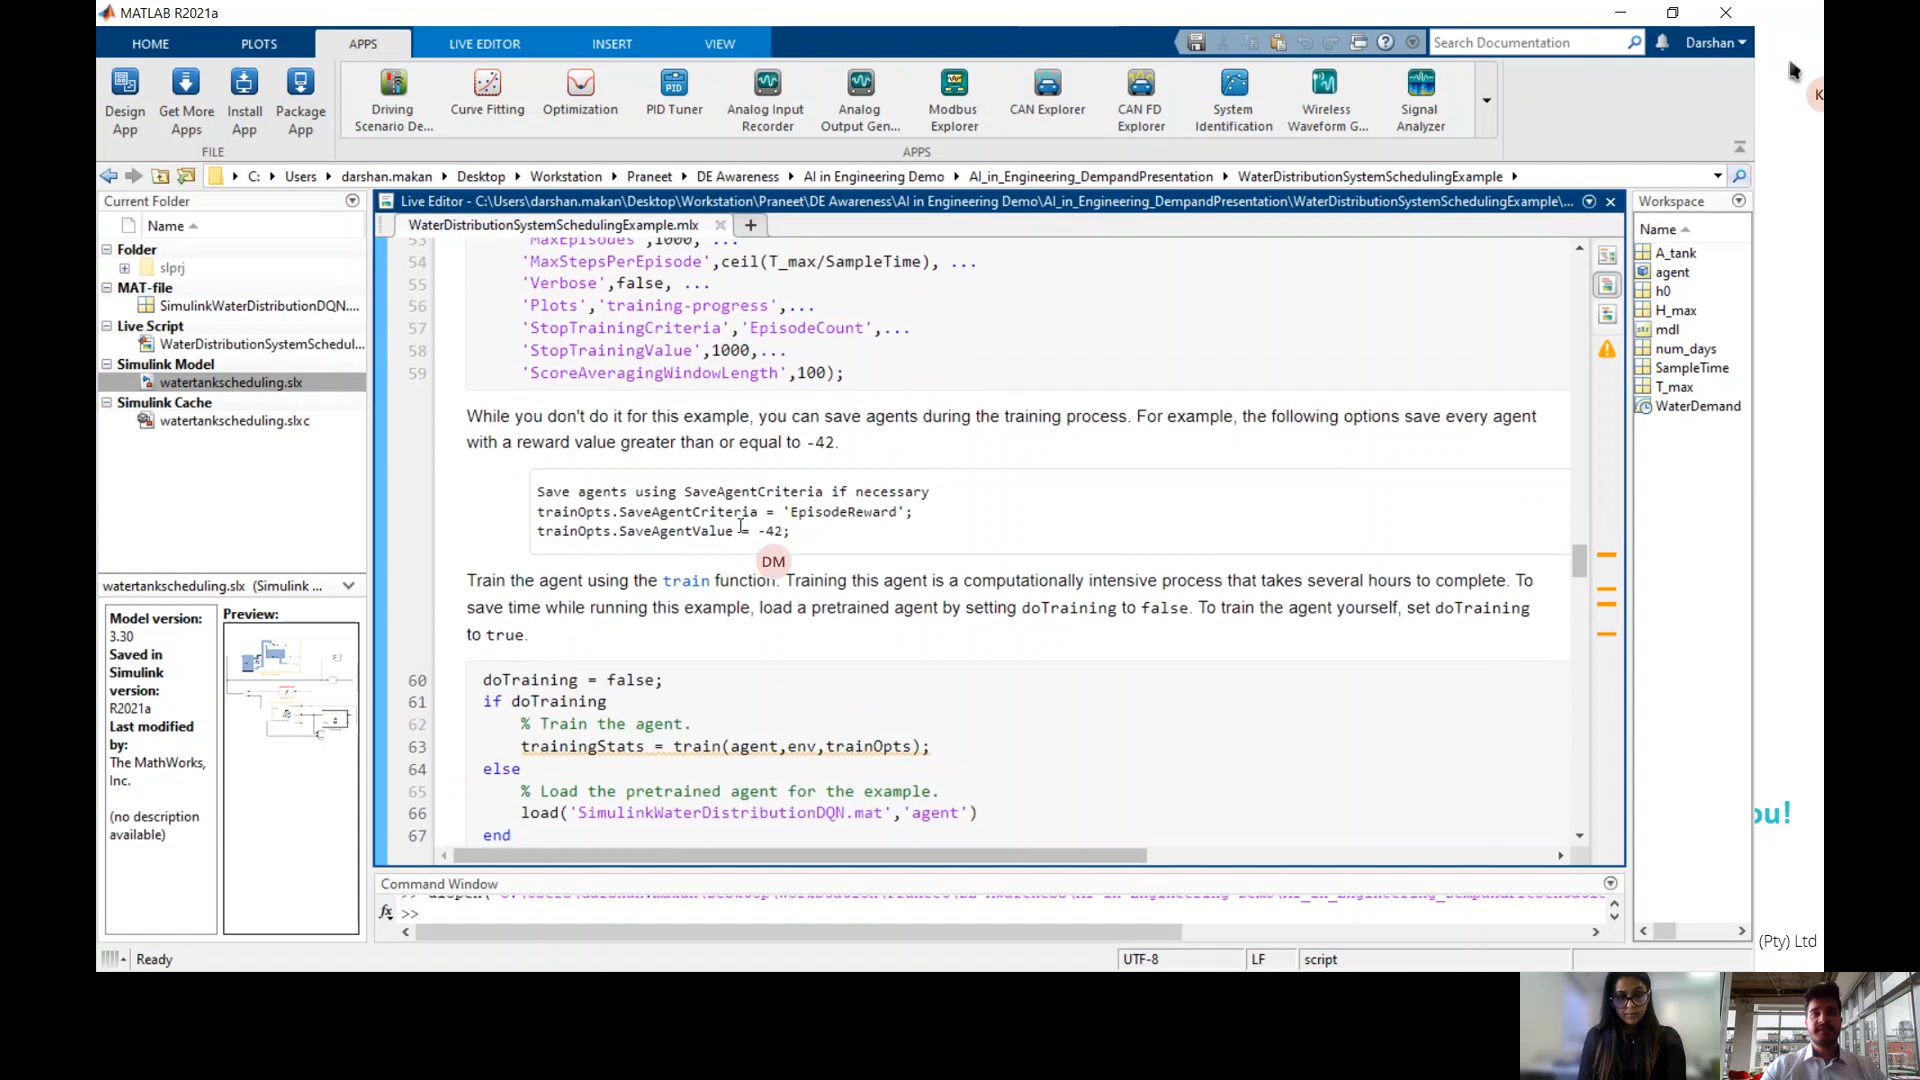 MATLAB R2021a
HOME
PLOTS
APPS
LIVE EDITOR
INSERT
VIEW
Search Documentation
Darshan
Design App
Get More Apps
Install App
Package App
FILE
Driving Scenario De...
Curve Fitting
Optimization
PID Tuner
Analog Input Recorder
Analog Output Gen...
Modbus Explorer
CAN Explorer
CAN FD Explorer
System Identification
Wireless Waveform G...
Signal Analyzer
APPS
K
C: Users darshan.makan Desktop Workstation Praneet DE Awareness AI in Engineering Demo AI_in_Engineering_DempandPresentation WaterDistributionSystemSchedulingExample
Current Folder
Name
Folder
slprj
MAT-file
SimulinkWaterDistributionDQN....
Live Script
WaterDistributionSystemSchedul...
Simulink Model
watertankscheduling.slx
Simulink Cache
watertankscheduling.slxc
watertankscheduling.slx (Simulink ...
Model version:
3.30
Saved in
Simulink
version:
R2021a
Last modified
by:
The MathWorks,
Inc.
(no description
available)
Preview:
Live Editor - C:\Users\darshan.makan\Desktop\Workstation\Praneet\DE Awareness\AI in Engineering Demo\AI_in_Engineering_DempandPresentation\WaterDistributionSystemSchedulingExample\...
WaterDistributionSystemSchedulingExample.mlx
53 'MaxEpisodes',1000, ...
54 'MaxStepsPerEpisode',ceil(T_max/SampleTime), ...
55 'Verbose',false, ...
56 'Plots','training-progress',...
57 'StopTrainingCriteria','EpisodeCount',...
58 'StopTrainingValue',1000,...
59 'ScoreAveragingWindowLength',100);
While you don't do it for this example, you can save agents during the training process. For example, the following options save every agent
with a reward value greater than or equal to -42.
Save agents using SaveAgentCriteria if necessary
trainOpts.SaveAgentCriteria = 'EpisodeReward';
trainOpts.SaveAgentValue = -42;
DM
Train the agent using the train function. Training this agent is a computationally intensive process that takes several hours to complete. To
save time while running this example, load a pretrained agent by setting doTraining to false. To train the agent yourself, set doTraining
to true.
60 doTraining = false;
61 if doTraining
62 % Train the agent.
63 trainingStats = train(agent,env,trainOpts);
64 else
65 % Load the pretrained agent for the example.
66 load('SimulinkWaterDistributionDQN.mat','agent')
67 end
Command Window
fx >>
Workspace
Name
A_tank
agent
h0
H_max
mdl
num_days
SampleTime
T_max
WaterDemand
ou!
(Pty) Ltd
Ready
UTF-8
LF
script